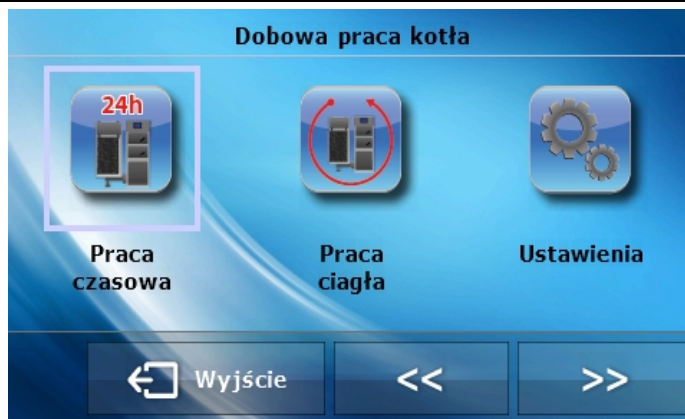 Dobowa praca kotła
24h
Praca
czasowa
Praca
ciagła
Ustawienia
Wyjście
<<
>>